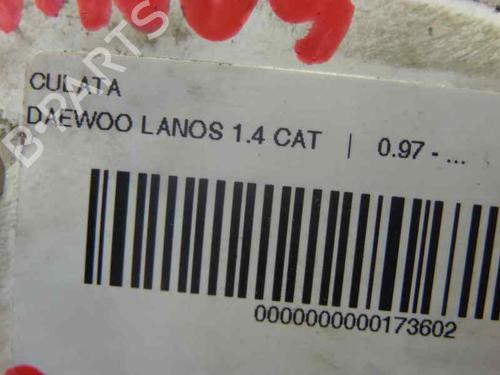 CULATA
DAEWOO LANOS 1.4 CAT | 0.97 - ...
0000000000173602
B-PARTS